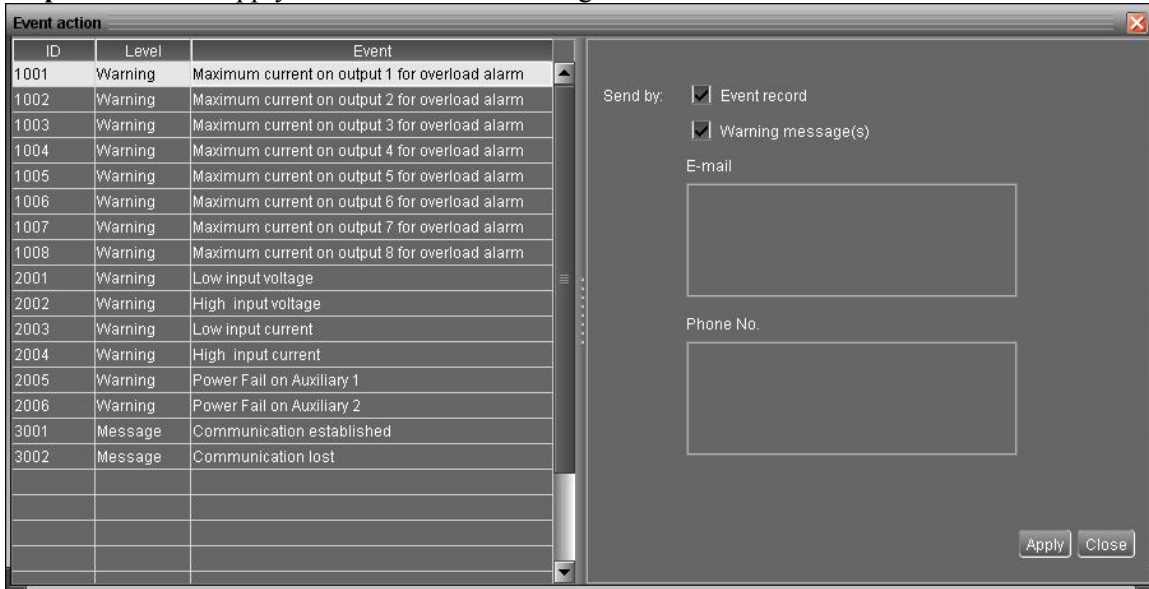 apply
Event action
ID Level Event
1001 Warning Maximum current on output 1 for overload alarm
1002 Warning Maximum current on output 2 for overload alarm
1003 Warning Maximum current on output 3 for overload alarm
1004 Warning Maximum current on output 4 for overload alarm
1005 Warning Maximum current on output 5 for overload alarm
1006 Warning Maximum current on output 6 for overload alarm
1007 Warning Maximum current on output 7 for overload alarm
1008 Warning Maximum current on output 8 for overload alarm
2001 Warning Low input voltage
2002 Warning High input voltage
2003 Warning Low input current
2004 Warning High input current
2005 Warning Power Fail on Auxiliary 1
2006 Warning Power Fail on Auxiliary 2
3001 Message Communication established
3002 Message Communication lost
Send by: Event record
Warning message(s)
E-mail
Phone No.
Apply Close